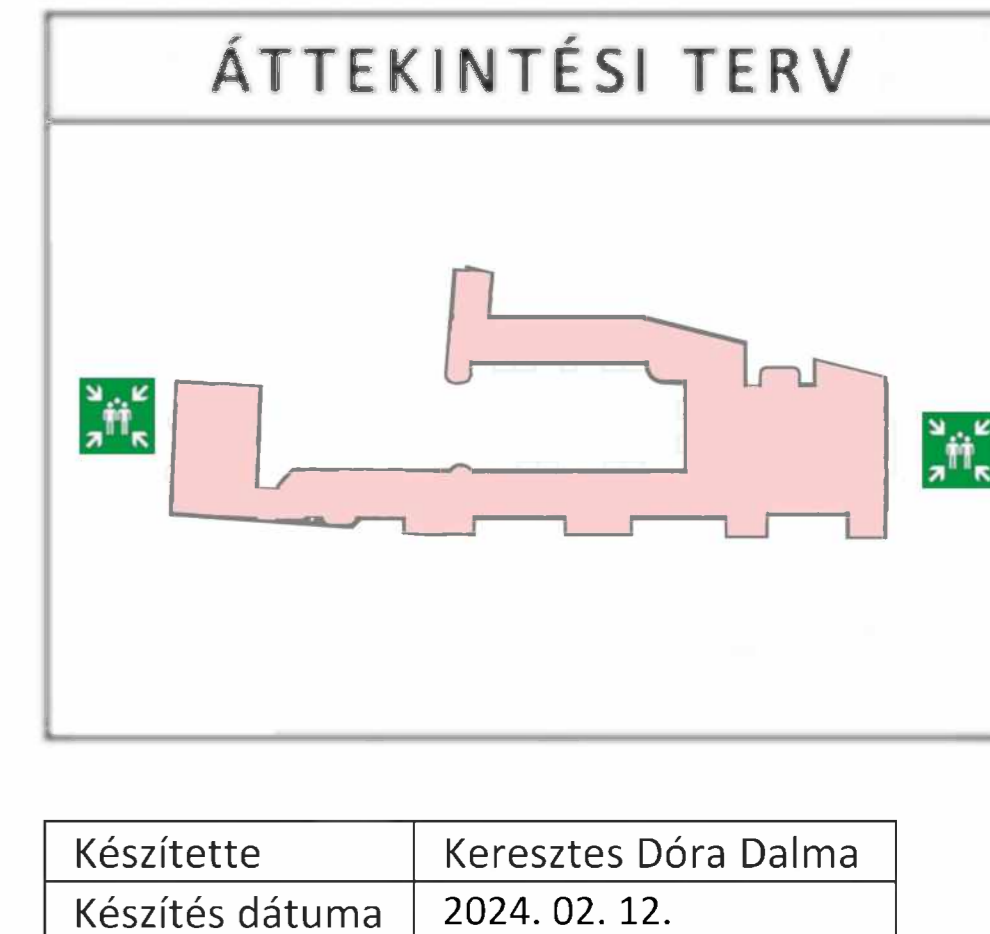 ÁTTEKINTÉSI TERV
Készítette Keresztes Dóra Dalma
Készítés dátuma 2024. 02. 12.